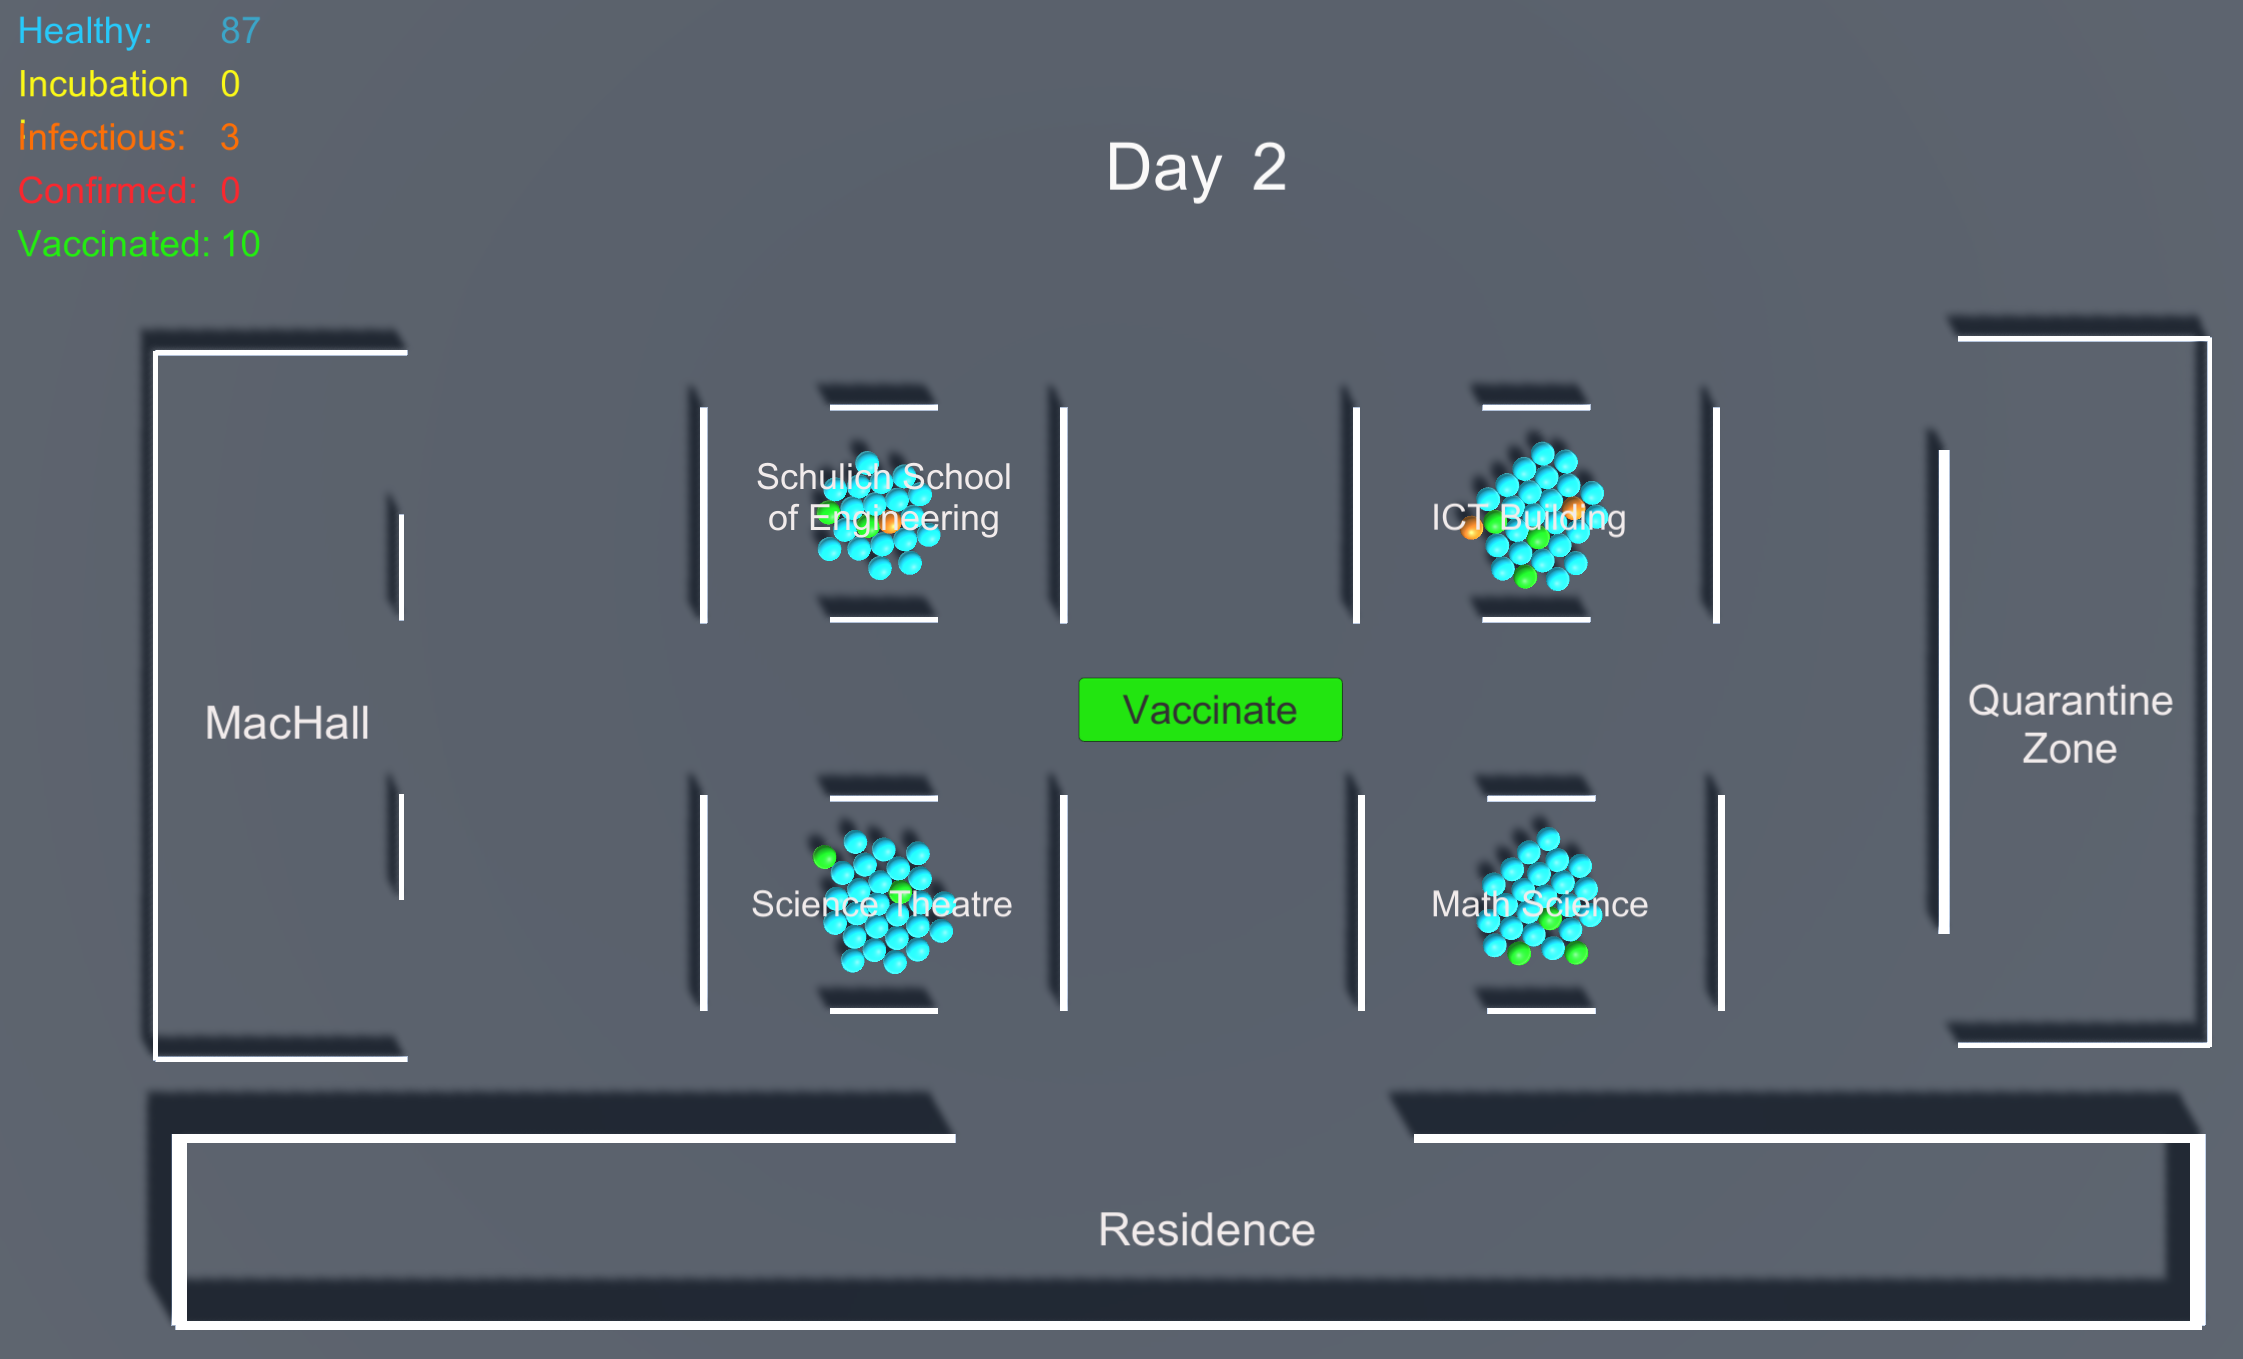 Healthy: 87
Incubation 0
:
Infectious: 3
Confirmed: 0
Vaccinated: 10
Day 2
Schulich School
of Engineering
ICT Building
MacHall
Vaccinate
Quarantine
Zone
Science Theatre
Math Science
Residence